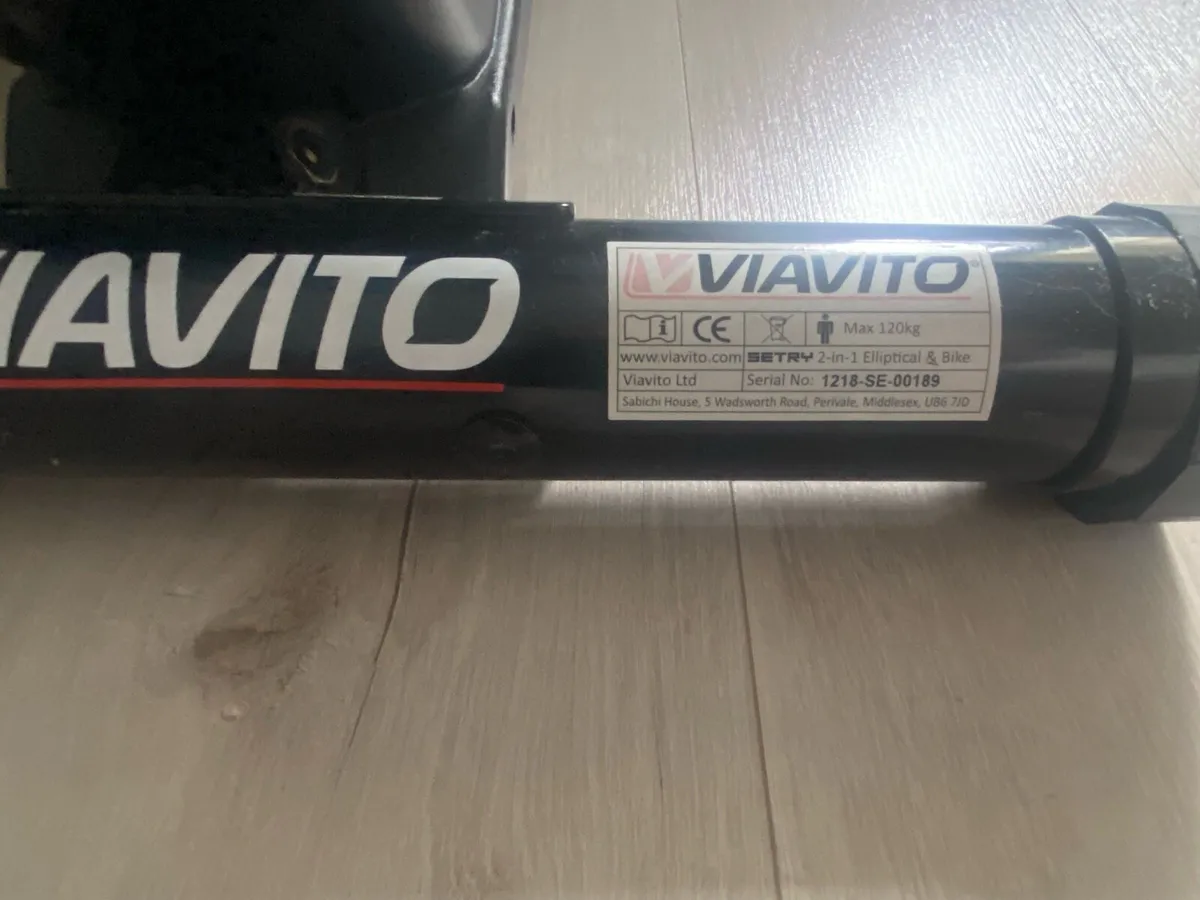 VIAVITO
VIAVITO®
CE Max 120kg
www.viavito.com SETRY 2-in-1 Elliptical & Bike
Viavito Ltd Serial No: 1218-SE-00189
Sabichi House, 5 Wadsworth Road, Perivale, Middlesex, UB6 7JD